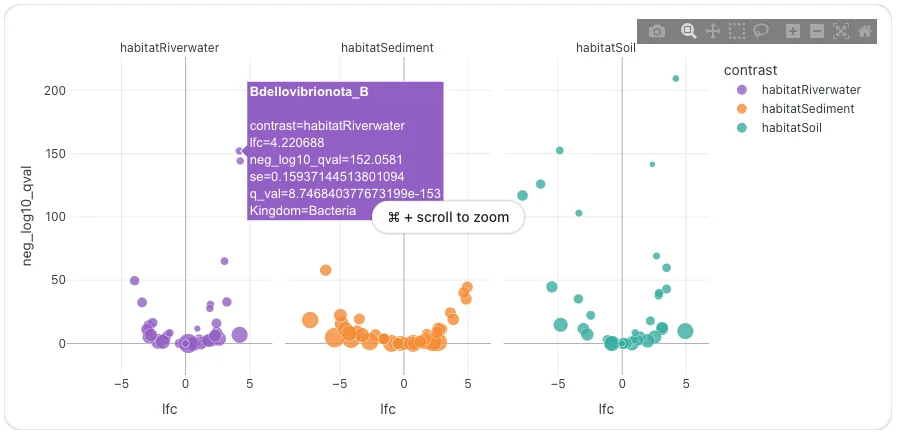 habitatRiverwater
habitatSediment
habitatSoil
contrast
habitatRiverwater
habitatSediment
habitatSoil
neg_log10_qval
200
150
100
50
0
Bdellovibrionota_B
contrast=habitatRiverwater
lfc=4.220688
neg_log10_qval=152.0581
se=0.15937144513801094
q_val=8.746840377673199e-153
Kingdom=Bacteria
⌘ + scroll to zoom
−5 0 5
−5 0 5
−5 0 5
lfc
lfc
lfc